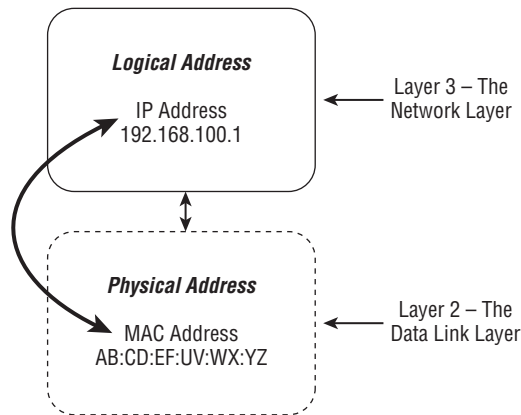 Logical Address
IP Address
192.168.100.1
Layer 3 – The
Network Layer
Physical Address
MAC Address
AB:CD:EF:UV:WX:YZ
Layer 2 – The
Data Link Layer